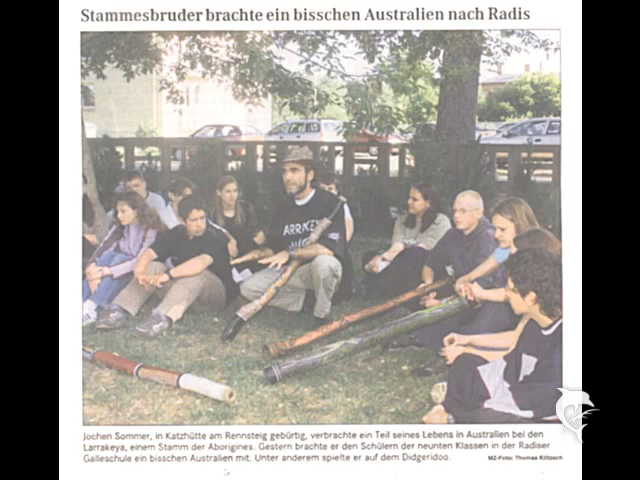 Stammesbruder brachte ein bisschen Australien nach Radis
ARRAKEY
Jochen Sommer, in Katzhütte am Rennsteig gebürtig, verbrachte ein Teil seines Lebens in Australien bei den
Larrakeya, einem Stamm der Aborigines. Gestern brachte er den Schülern der neunten Klassen in der Radiser
Galleschule ein bisschen Australien mit. Unter anderem spielte er auf dem Didgeridoo.
MZ-Foto: Thomas Klitzsch